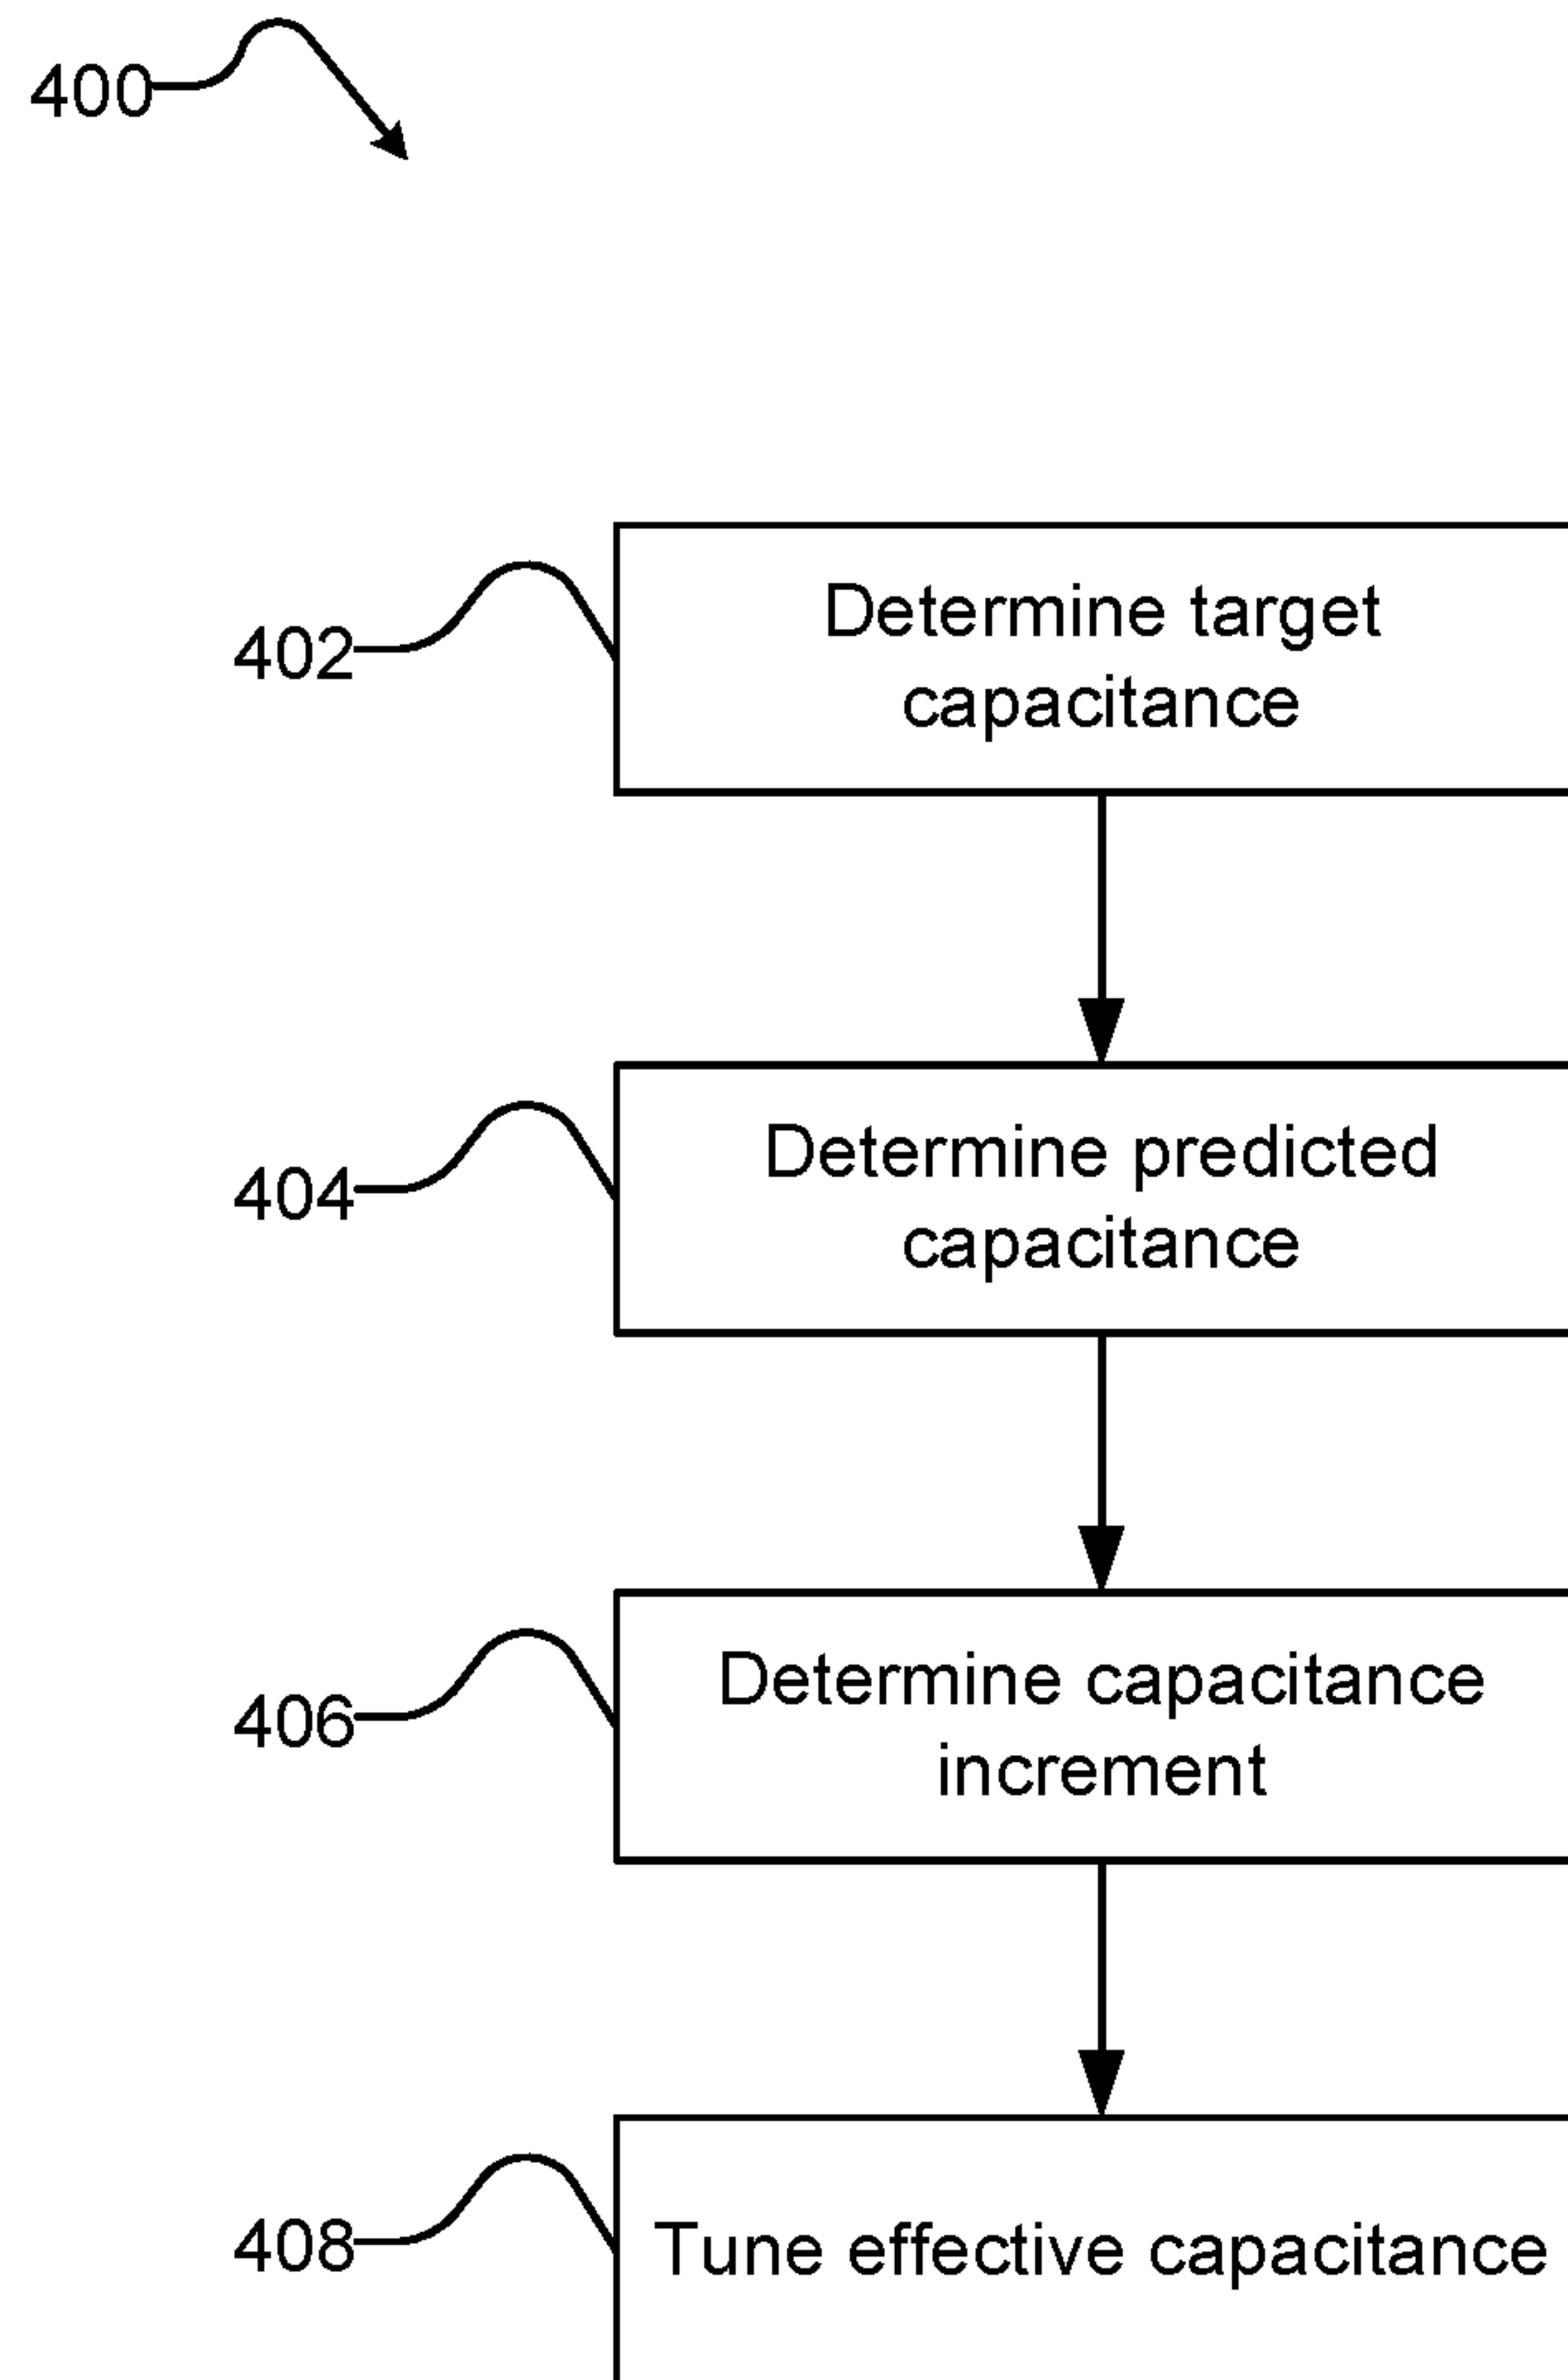 400
402
Determine target
capacitance
404
Determine predicted
capacitance
406
Determine capacitance
increment
408
Tune effective capacitance